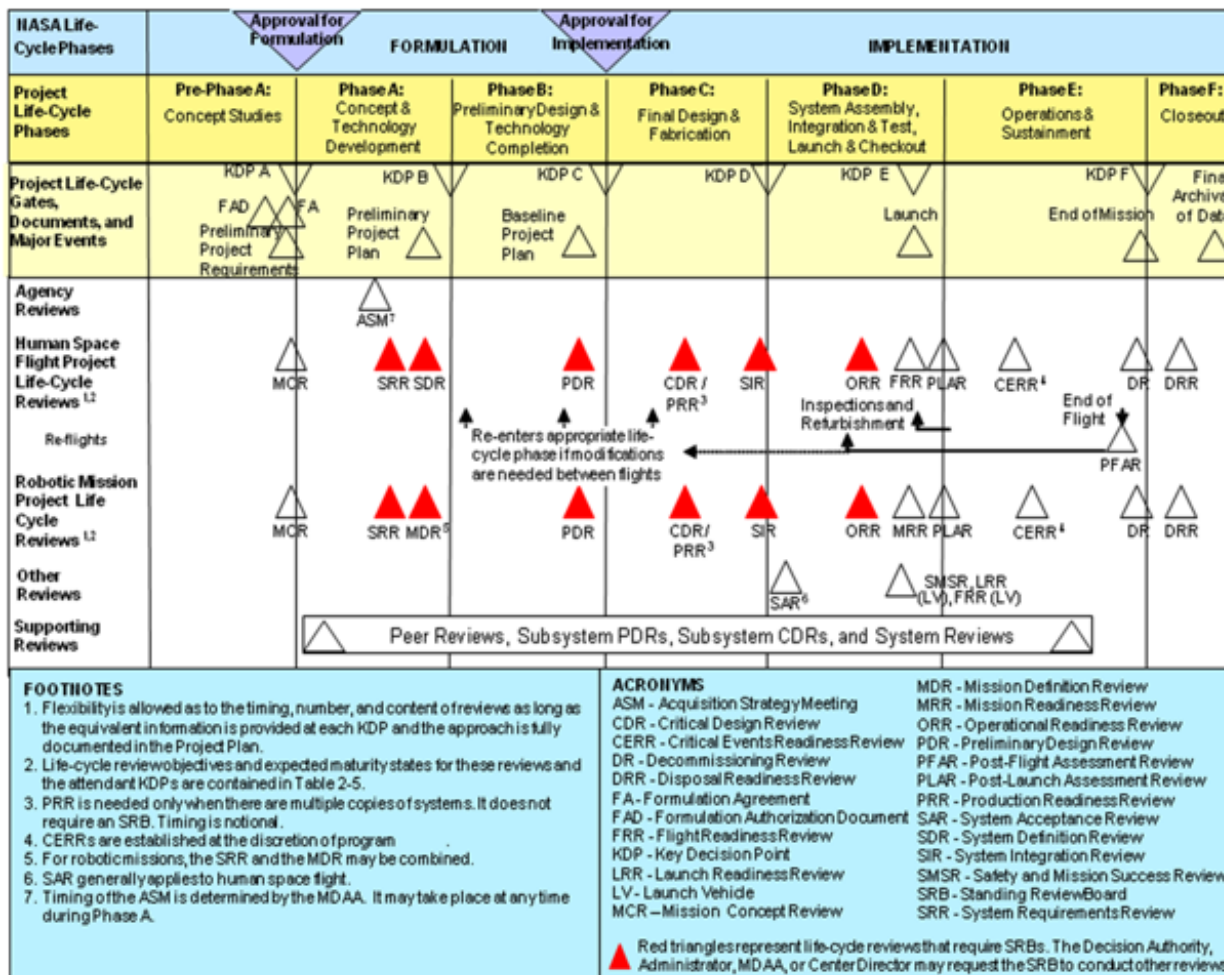 NASA Life-
Cycle Phases
Approval for
Formulation
FORMULATION
Approval for
Implementation
IMPLEMENTATION
Project
Life-Cycle
Phases
Pre-Phase A:
Concept Studies
Phase A:
Concept &
Technology
Development
Phase B:
Preliminary Design &
Technology
Completion
Phase C:
Final Design &
Fabrication
Phase D:
System Assembly,
Integration & Test,
Launch & Checkout
Phase E:
Operations &
Sustainment
Phase F:
Closeout
Project Life-Cycle
Gates,
Documents, and
Major Events
KDP A
KDP B
KDP C
KDP D
KDP E
KDP F
FAD
FA
Preliminary
Project
Requirements
Preliminary
Project
Plan
Baseline
Project
Plan
Launch
End of Mission
Final
Archive
of Data
Agency
Reviews
ASM7
Human Space
Flight Project
Life-Cycle
Reviews 1,2
MCR SRR SDR PDR CDR / PRR3 SIR ORR FRR PLAR CERR4 DR DRR
Re-flights
Re-enters appropriate life-
cycle phase if modifications
are needed between flights
Inspections and
Refurbishment
End of
Flight
PFAR
Robotic Mission
Project Life
Cycle
Reviews 1,2
MCR SRR MDR5 PDR CDR / PRR3 SIR ORR MRR PLAR CERR4 DR DRR
Other
Reviews
SAR6
SMSR, LRR
(LV), FRR (LV)
Supporting
Reviews
Peer Reviews, Subsystem PDRs, Subsystem CDRs, and System Reviews
FOOTNOTES
1. Flexibility is allowed as to the timing, number, and content of reviews as long as
the equivalent information is provided at each KDP and the approach is fully
documented in the Project Plan.
2. Life-cycle review objectives and expected maturity states for these reviews and
the attendant KDPs are contained in Table 2-5.
3. PRR is needed only when there are multiple copies of systems. It does not
require an SRB. Timing is notional.
4. CERRs are established at the discretion of program
5. For robotic missions, the SRR and the MDR may be combined.
6. SAR generally applies to human space flight.
7. Timing of the ASM is determined by the MDAA. It may take place at any time
during Phase A.
ACRONYMS
ASM - Acquisition Strategy Meeting
CDR - Critical Design Review
CERR - Critical Events Readiness Review
DR - Decommissioning Review
DRR - Disposal Readiness Review
FA - Formulation Agreement
FAD - Formulation Authorization Document
FRR - Flight Readiness Review
KDP - Key Decision Point
LRR - Launch Readiness Review
LV - Launch Vehicle
MCR – Mission Concept Review
MDR - Mission Definition Review
MRR - Mission Readiness Review
ORR - Operational Readiness Review
PDR - Preliminary Design Review
PFAR - Post-Flight Assessment Review
PLAR - Post-Launch Assessment Review
PRR - Production Readiness Review
SAR - System Acceptance Review
SDR - System Definition Review
SIR - System Integration Review
SMSR - Safety and Mission Success Review
SRB - Standing Review Board
SRR - System Requirements Review
Red triangles represent life-cycle reviews that require SRBs. The Decision Authority,
Administrator, MDAA, or Center Director may request the SRB to conduct other reviews